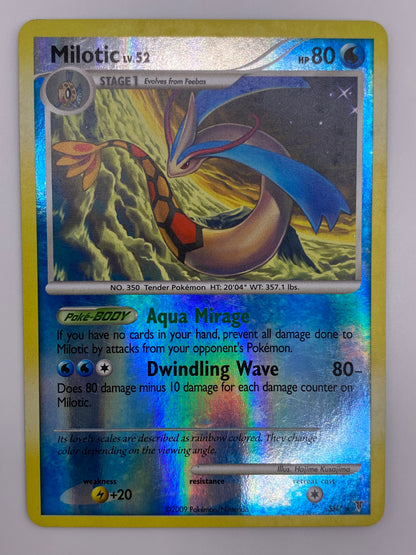 Milotic LV.52 HP 80
STAGE 1 Evolves from Feebas
NO. 350 Tender Pokémon HT: 20'04" WT: 357.1 lbs.
Poké-BODY Aqua Mirage
If you have no cards in your hand, prevent all damage done to
Milotic by attacks from your opponent's Pokémon.
Dwindling Wave 80-
Does 80 damage minus 10 damage for each damage counter on
Milotic.
Its lovely scales are described as rainbow colored. They change
color depending on the viewing angle.
Illus. Hajime Kusajima
weakness resistance retreat cost
+20
©2009 Pokémon/Nintendo